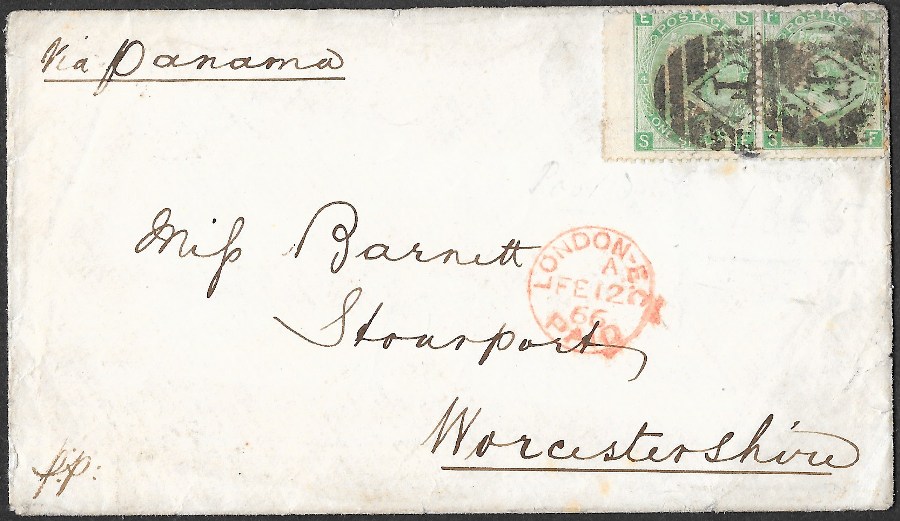 Via Panama
E POSTAGE S F POSTAGE
S E S F
Miſs Barnett
LONDON-E.C
A
FE 12
66
PAID
Stourport
Worcestershire
p.p.